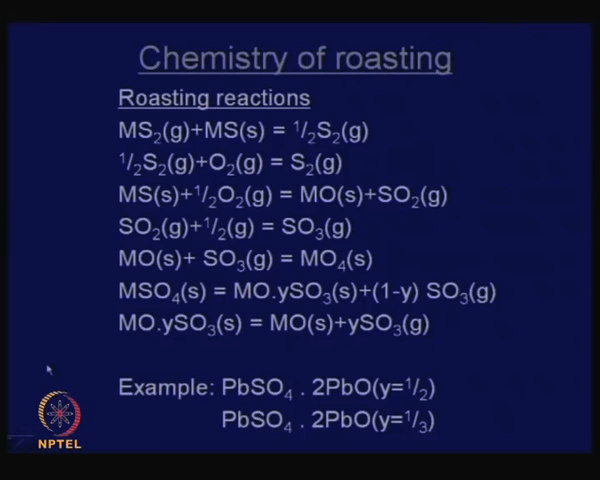 Chemistry of roasting
Roasting reactions
MS₂(g)+MS(s) = ¹/₂S₂(g)
¹/₂S₂(g)+O₂(g) = S₂(g)
MS(s)+¹/₂O₂(g) = MO(s)+SO₂(g)
SO₂(g)+¹/₂(g) = SO₃(g)
MO(s)+ SO₃(g) = MO₄(s)
MSO₄(s) = MO.ySO₃(s)+(1-y) SO₃(g)
MO.ySO₃(s) = MO(s)+ySO₃(g)
Example: PbSO₄ . 2PbO(y=¹/₂)
PbSO₄ . 2PbO(y=¹/₃)
NPTEL